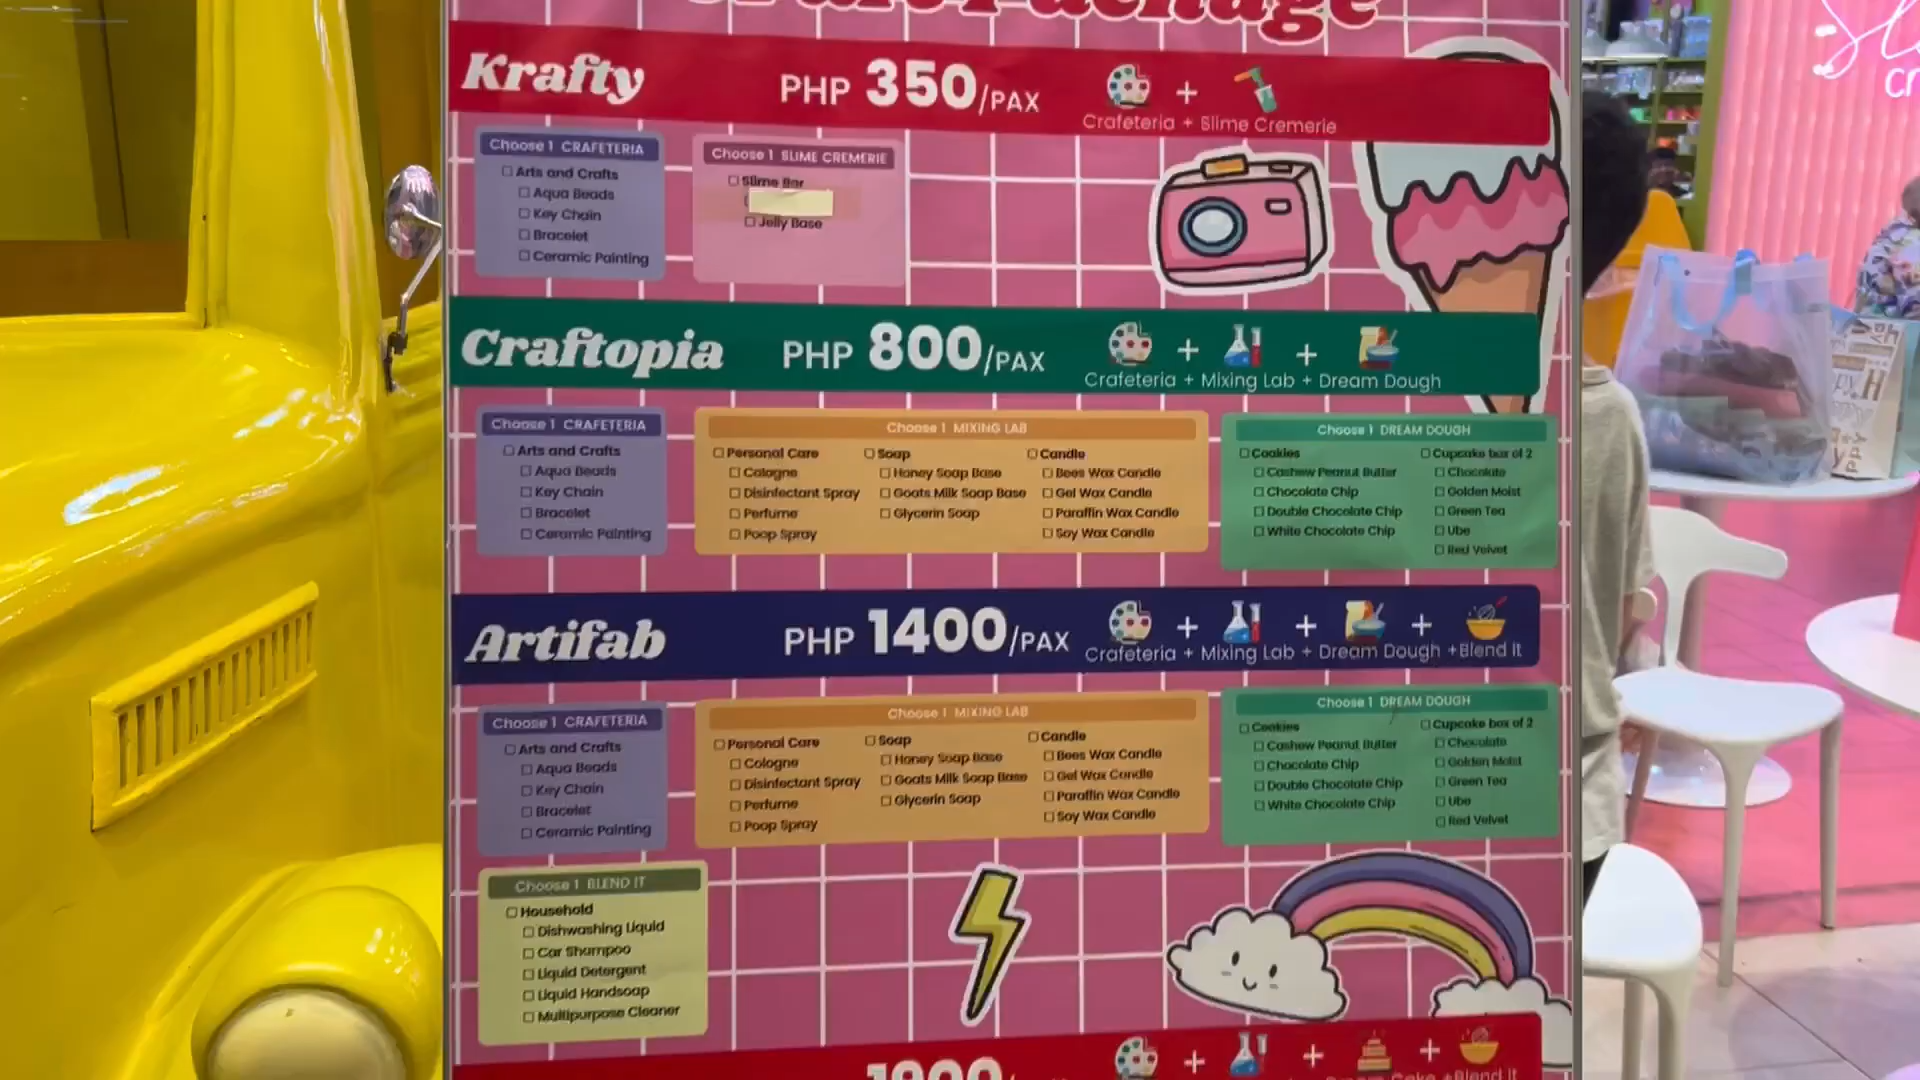 Craft Package
Krafty
PHP 350/PAX
Crafeteria + Slime Cremerie
Choose 1 CRAFETERIA
Arts and Crafts
Aqua Beads
Key Chain
Bracelet
Ceramic Painting
Choose 1 SLIME CREMERIE
Slime Bar
Jelly Base
Craftopia
PHP 800/PAX
Crafeteria + Mixing Lab + Dream Dough
Choose 1 CRAFETERIA
Arts and Crafts
Aqua Beads
Key Chain
Bracelet
Ceramic Painting
Choose 1 MIXING LAB
Personal Care
Cologne
Disinfectant Spray
Perfume
Poop Spray
Soap
Honey Soap Base
Goats Milk Soap Base
Glycerin Soap
Candle
Bees Wax Candle
Gel Wax Candle
Paraffin Wax Candle
Soy Wax Candle
Choose 1 DREAM DOUGH
Cookies
Cashew Peanut Butter
Chocolate Chip
Double Chocolate Chip
White Chocolate Chip
Cupcake box of 2
Chocolate
Golden Moist
Green Tea
Ube
Red Velvet
Artifab
PHP 1400/PAX
Crafeteria + Mixing Lab + Dream Dough +Blend It
Choose 1 CRAFETERIA
Arts and Crafts
Aqua Beads
Key Chain
Bracelet
Ceramic Painting
Choose 1 MIXING LAB
Personal Care
Cologne
Disinfectant Spray
Perfume
Poop Spray
Soap
Honey Soap Base
Goats Milk Soap Base
Glycerin Soap
Candle
Bees Wax Candle
Gel Wax Candle
Paraffin Wax Candle
Soy Wax Candle
Choose 1 DREAM DOUGH
Cookies
Cashew Peanut Butter
Chocolate Chip
Double Chocolate Chip
White Chocolate Chip
Cupcake box of 2
Chocolate
Golden Moist
Green Tea
Ube
Red Velvet
Choose 1 BLEND IT
Household
Dishwashing Liquid
Car Shampoo
Liquid Detergent
Liquid Handsoap
Multipurpose Cleaner